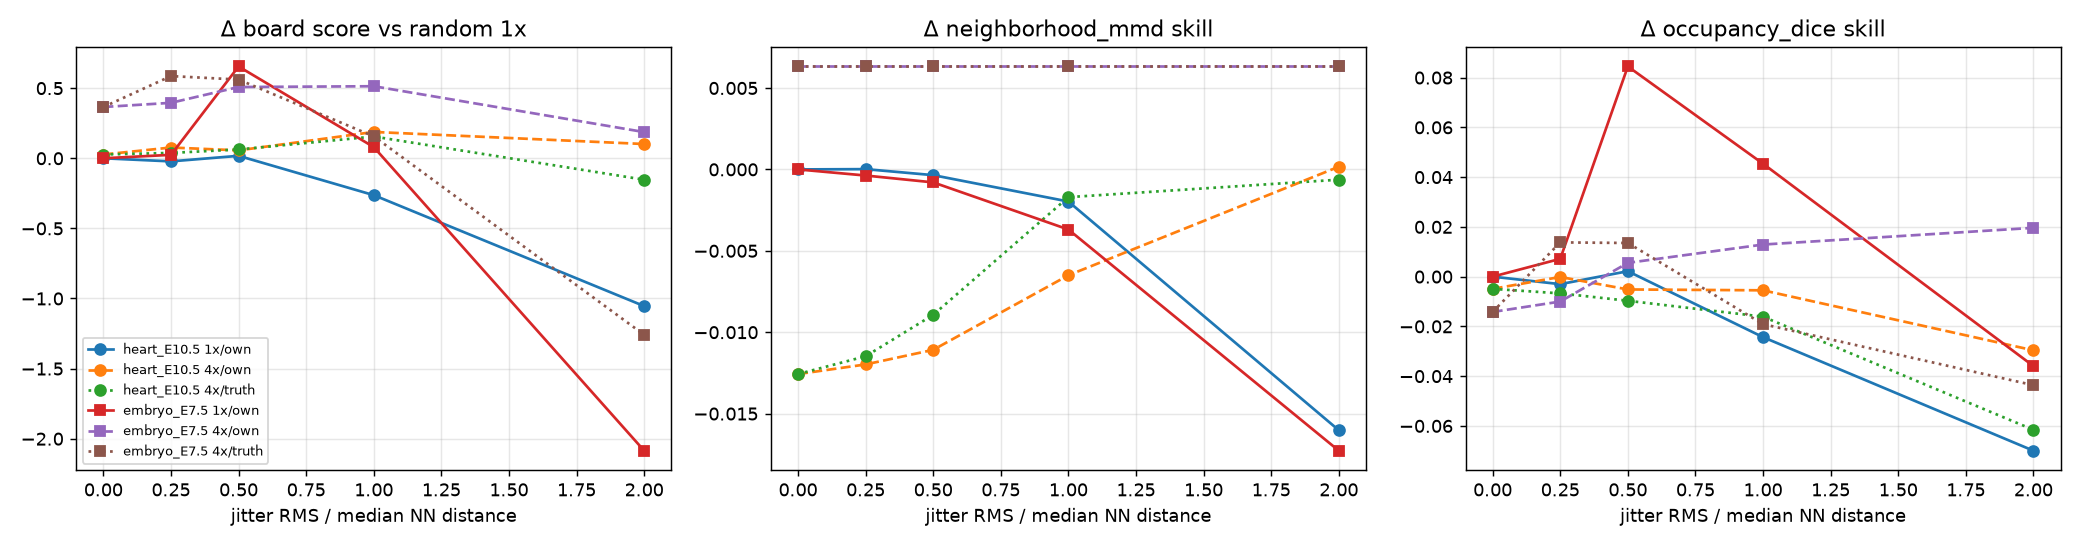 Δ board score vs random 1x
0.5
0.0
−0.5
−1.0
−1.5
−2.0
heart_E10.5 1x/own
heart_E10.5 4x/own
heart_E10.5 4x/truth
embryo_E7.5 1x/own
embryo_E7.5 4x/own
embryo_E7.5 4x/truth
0.00 0.25 0.50 0.75 1.00 1.25 1.50 1.75 2.00
jitter RMS / median NN distance
Δ neighborhood_mmd skill
0.005
0.000
−0.005
−0.010
−0.015
0.00 0.25 0.50 0.75 1.00 1.25 1.50 1.75 2.00
jitter RMS / median NN distance
Δ occupancy_dice skill
0.08
0.06
0.04
0.02
0.00
−0.02
−0.04
−0.06
0.00 0.25 0.50 0.75 1.00 1.25 1.50 1.75 2.00
jitter RMS / median NN distance